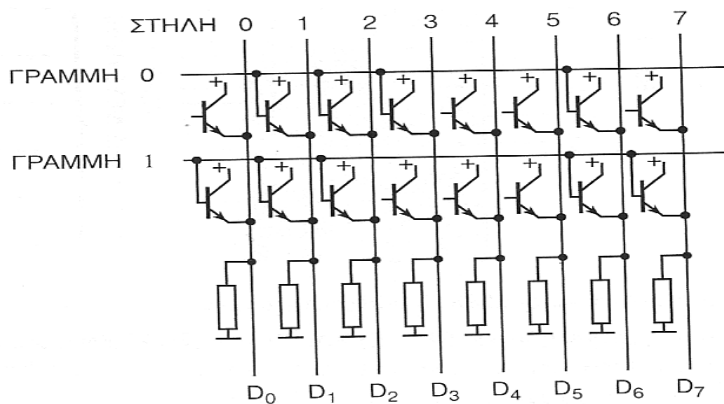 ΣΤΗΛΗ 0 1 2 3 4 5 6 7
ΓΡΑΜΜΗ 0
+ + + + + + + +
ΓΡΑΜΜΗ 1
+ + + + + + + +
D₀ D₁ D₂ D₃ D₄ D₅ D₆ D₇